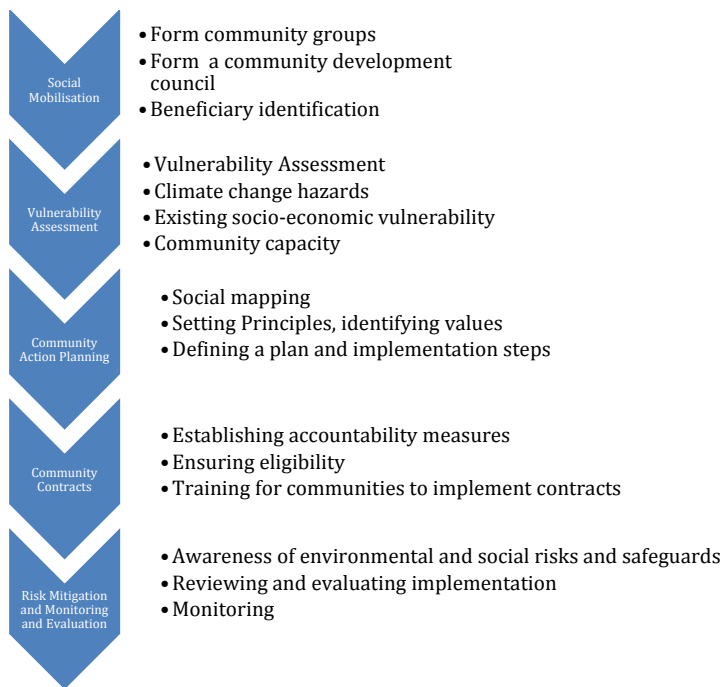 Social
Mobilisation
• Form community groups
• Form a community development
council
• Beneficiary identification
Vulnerability
Assessment
• Vulnerability Assessment
• Climate change hazards
• Existing socio-economic vulnerability
• Community capacity
Community
Action Planning
• Social mapping
• Setting Principles, identifying values
• Defining a plan and implementation steps
Community
Contracts
• Establishing accountability measures
• Ensuring eligibility
• Training for communities to implement contracts
Risk Mitigation
and Monitoring
and Evaluation
• Awareness of environmental and social risks and safeguards
• Reviewing and evaluating implementation
• Monitoring